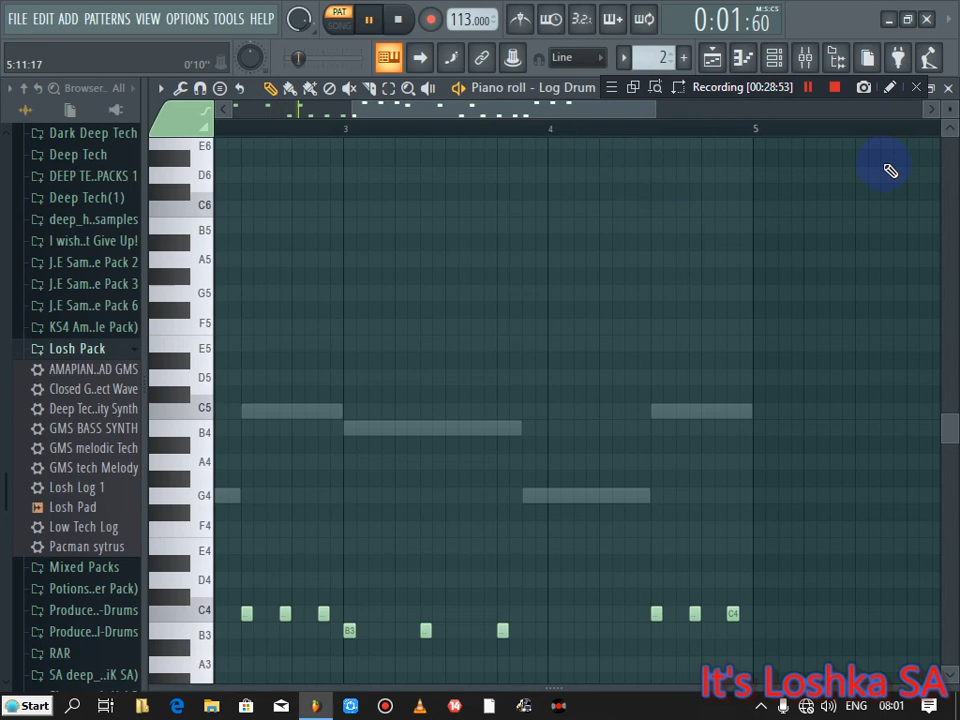 FILE EDIT ADD PATTERNS VIEW OPTIONS TOOLS HELP
PAT
SONG
113.000
3.2
0:01:60
M:S:CS
5:11:17
0'10"
Line
2
Browser..
All
Piano roll - Log Drum
Recording [00:28:53]
3
4
5
Dark Deep Tech
Deep Tech
DEEP TE..PACKS 1
Deep Tech(1)
deep_h..samples
I wish..t Give Up!
J.E Sam..e Pack 2
J.E Sam..e Pack 3
J.E Sam..e Pack 6
KS4 Am..le Pack)
Losh Pack
AMAPIAN..AD GMS
Closed G..ect Wave
Deep Tec..ity Synth
GMS BASS SYNTH
GMS melodic Tech
GMS tech Melody
Losh Log 1
Losh Pad
Low Tech Log
Pacman sytrus
Mixed Packs
Potions..er Pack)
Produce..-Drums
Produce..l-Drums
RAR
SA deep_..iK SA)
E6
D6
C6
B5
A5
G5
F5
E5
D5
C5
B4
A4
G4
F4
E4
D4
C4
B3
A3
B3
C4
It's Loshka SA
Start
14
08:01